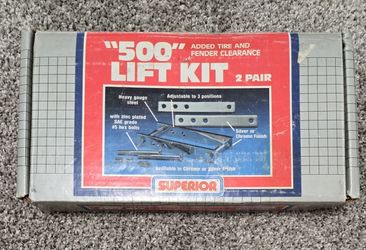 "500"
ADDED TIRE AND
FENDER CLEARANCE
LIFT KIT
2 PAIR
Heavy gauge
steel
Adjustable to 3 positions
with zinc plated
SAE grade
#5 hex bolts
Silver or
Chrome Finish
Available in Chrome or Silver Finish
SUPERIOR